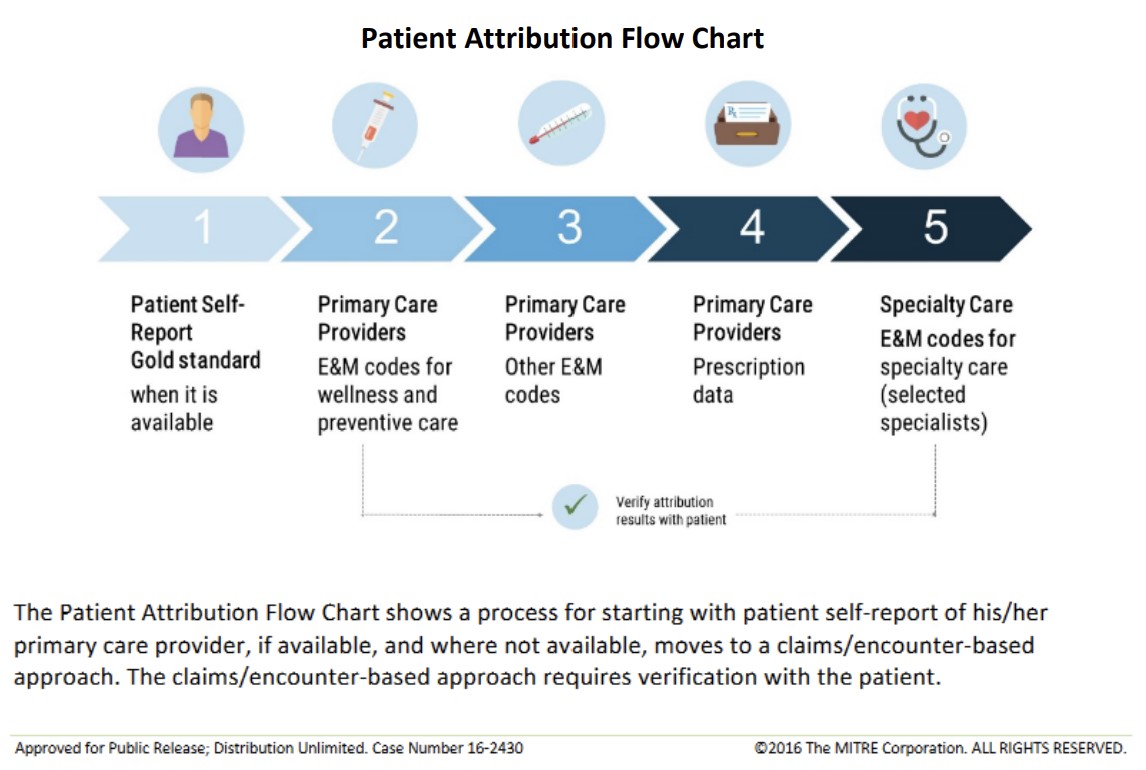 Patient Attribution Flow Chart
Rx
1
2
3
4
5
Patient Self-
Report
Gold standard
when it is
available
Primary Care
Providers
E&M codes for
wellness and
preventive care
Primary Care
Providers
Other E&M
codes
Primary Care
Providers
Prescription
data
Specialty Care
E&M codes for
specialty care
(selected
specialists)
Verify attribution
results with patient
The Patient Attribution Flow Chart shows a process for starting with patient self-report of his/her
primary care provider, if available, and where not available, moves to a claims/encounter-based
approach. The claims/encounter-based approach requires verification with the patient.
Approved for Public Release; Distribution Unlimited. Case Number 16-2430
©2016 The MITRE Corporation. ALL RIGHTS RESERVED.